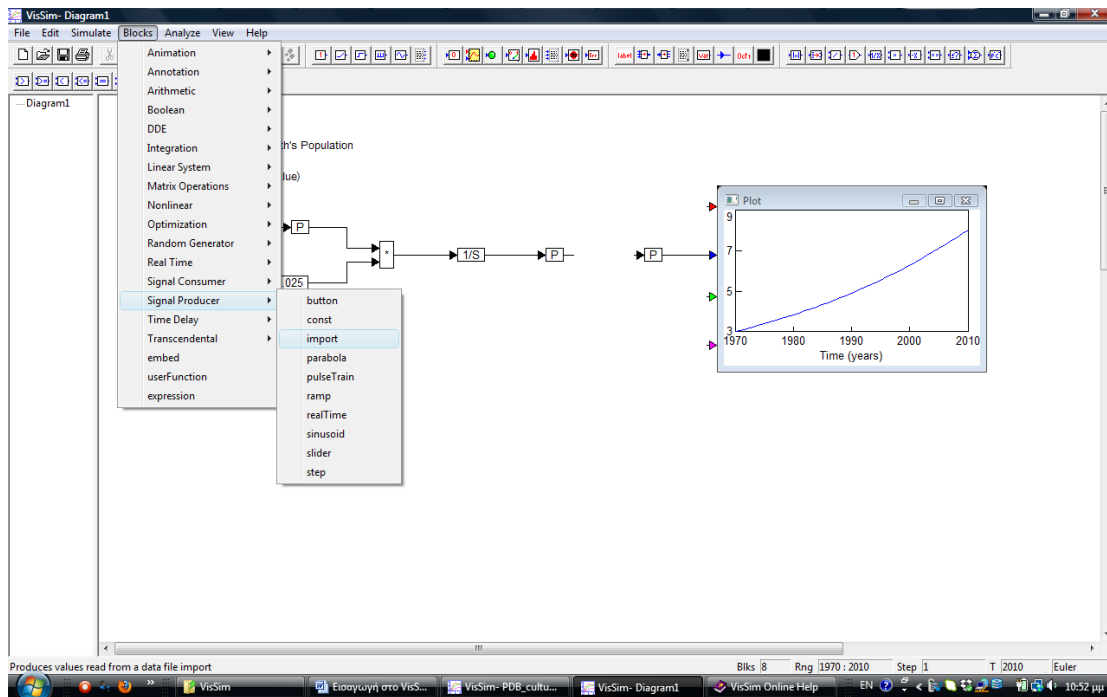 VisSim - Diagram1
File Edit Simulate Blocks Analyze View Help
Diagram1
Animation
Annotation
Arithmetic
Boolean
DDE
Integration
Linear System
Matrix Operations
Nonlinear
Optimization
Random Generator
Real Time
Signal Consumer
Signal Producer
Time Delay
Transcendental
embed
userFunction
expression
button
const
import
parabola
pulseTrain
ramp
realTime
sinusoid
slider
step
th's Population
lue)
P
.025
*
1/S
P
P
Plot
9
7
5
3
1970 1980 1990 2000 2010
Time (years)
Produces values read from a data file import
Blks 8 Rng 1970 : 2010 Step 1 T 2010 Euler
VisSim
Εισαγωγή στο VisS...
VisSim- PDB_cultu...
VisSim- Diagram1
VisSim Online Help
EN
10:52 μμ